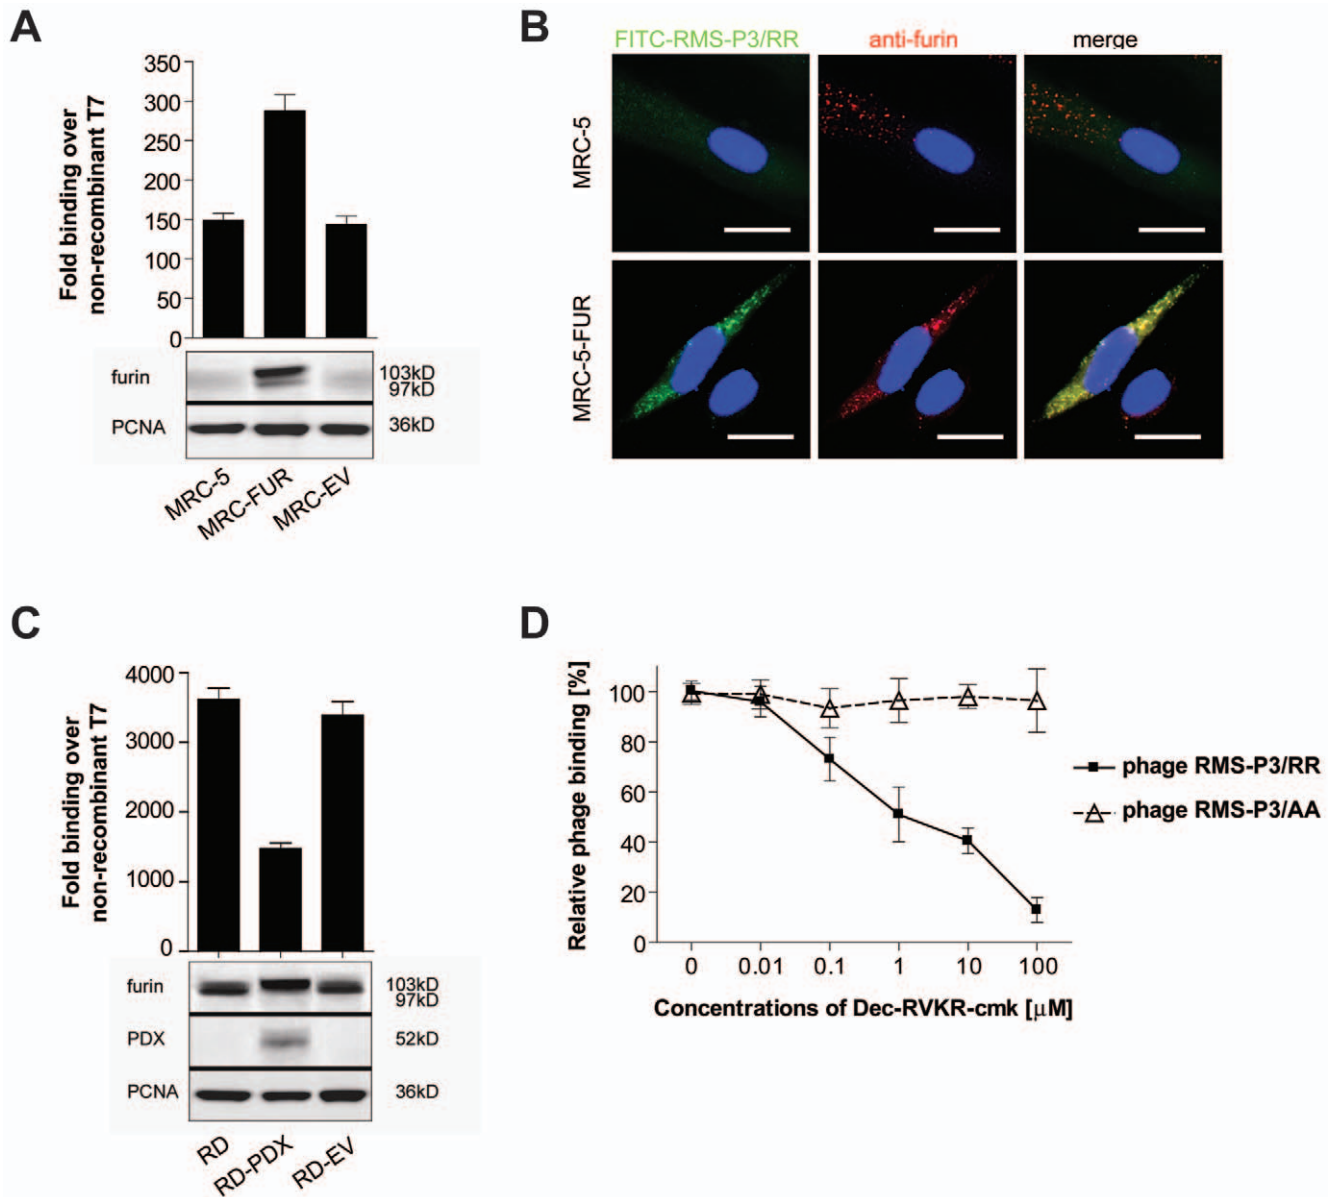 A
Fold binding over
non-recombinant T7
350
300
250
200
150
100
50
0
furin
103kD
97kD
PCNA
36kD
MRC-5
MRC-FUR
MRC-EV
B
FITC-RMS-P3/RR
anti-furin
merge
MRC-5
MRC-5-FUR
C
Fold binding over
non-recombinant T7
4000
3000
2000
1000
0
furin
103kD
97kD
PDX
52kD
PCNA
36kD
RD
RD-PDX
RD-EV
D
Relative phage binding [%]
100
80
60
40
20
0
0 0.01 0.1 1 10 100
Concentrations of Dec-RVKR-cmk [µM]
phage RMS-P3/RR
phage RMS-P3/AA